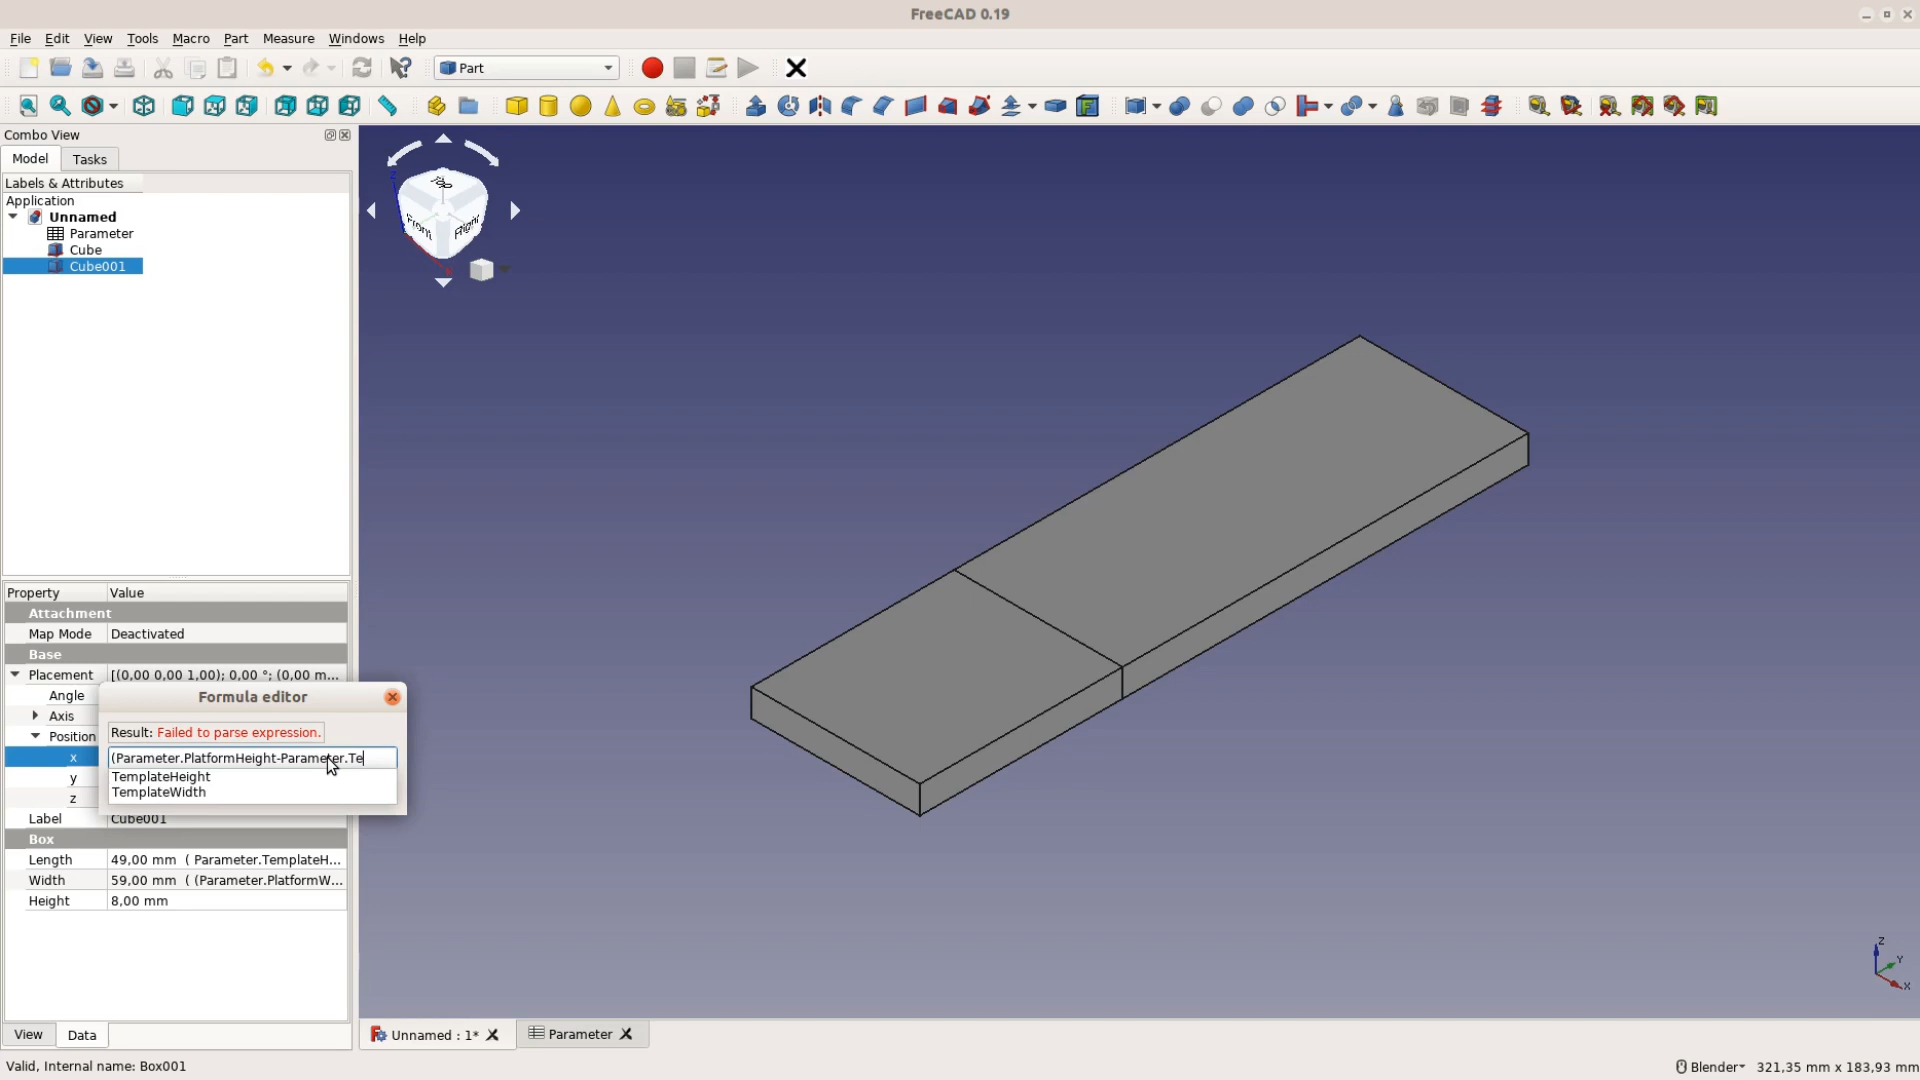 FreeCAD 0.19
File Edit View Tools Macro Part Measure Windows Help
Part
Combo View
Model Tasks
Labels & Attributes
Application
Unnamed
Parameter
Cube
Cube001
Top
Front
Right
Z
X
Property Value
Attachment
Map Mode Deactivated
Base
Placement [(0,00 0,00 1,00); 0,00 °; (0,00 m...
Angle
Axis
Position
x
y
z
Formula editor
Result: Failed to parse expression.
(Parameter.PlatformHeight-Parameter.Te
TemplateHeight
TemplateWidth
Label Cube001
Box
Length 49,00 mm ( Parameter.TemplateH...
Width 59,00 mm ( (Parameter.PlatformW...
Height 8,00 mm
Z
Y
X
View Data
Unnamed : 1* Parameter
Valid, Internal name: Box001
Blender 321,35 mm x 183,93 mm